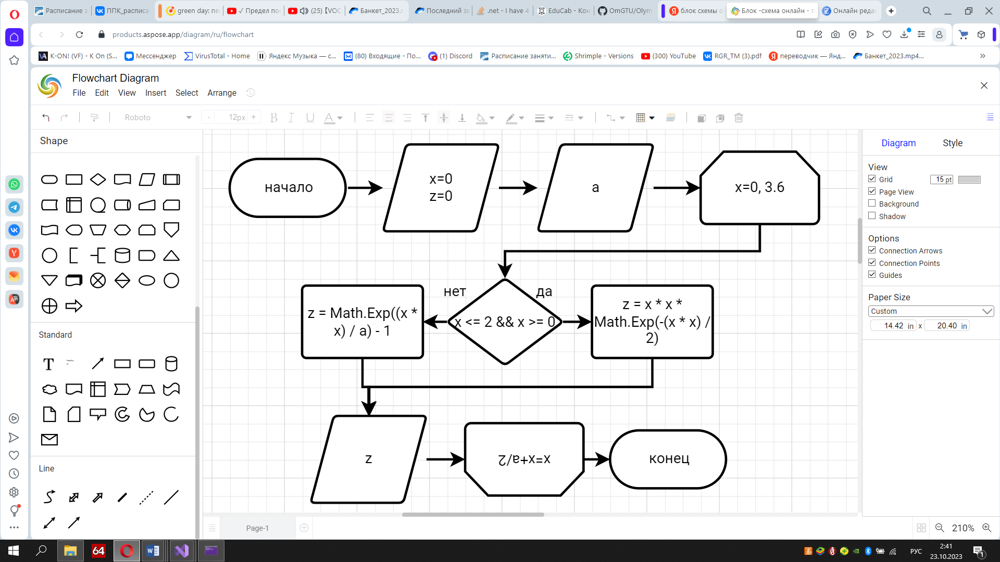 Расписание з
ППК_расписа
green day: пе
✓ Предел по
(25)【VOC
Банкет_2023.m
Последний зв
.net - I have 4
EduCab - Кон
OmGTU/Olym
блок схемы о
Блок -схема онлайн - п
Онлайн реда
products.aspose.app/diagram/ru/flowchart
K-ON! (VF) - K On (S...
Мессенджер
VirusTotal - Home
Яндекс Музыка — с...
(80) Входящие - По...
(1) Discord
Расписание заняти...
Shrimple - Versions
(300) YouTube
RGR_TM (3).pdf
переводчик — Янд...
Банкет_2023.mp4...
Flowchart Diagram
File Edit View Insert Select Arrange
Roboto
- 12px +
Shape
Standard
Line
начало
x=0
z=0
a
x=0, 3.6
нет
да
z = Math.Exp((x *
x) / a) - 1
x <= 2 && x >= 0
z = x * x *
Math.Exp(-(x * x) /
2)
z
x=x+a/2
конец
Diagram Style
View
Grid 15 pt
Page View
Background
Shadow
Options
Connection Arrows
Connection Points
Guides
Paper Size
Custom
14.42 in x 20.40 in
Page-1
210%
64
РУС
2:41
23.10.2023
1